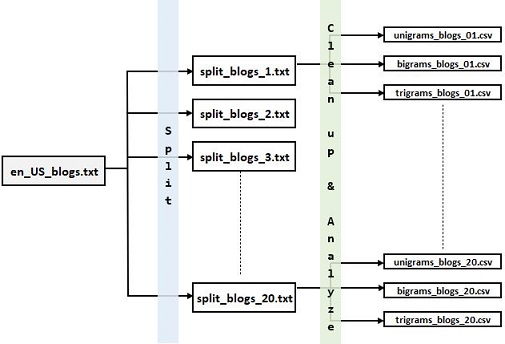 en_US_blogs.txt
Split
split_blogs_1.txt
split_blogs_2.txt
split_blogs_3.txt
split_blogs_20.txt
Clean up & Analyze
unigrams_blogs_01.csv
bigrams_blogs_01.csv
trigrams_blogs_01.csv
unigrams_blogs_20.csv
bigrams_blogs_20.csv
trigrams_blogs_20.csv